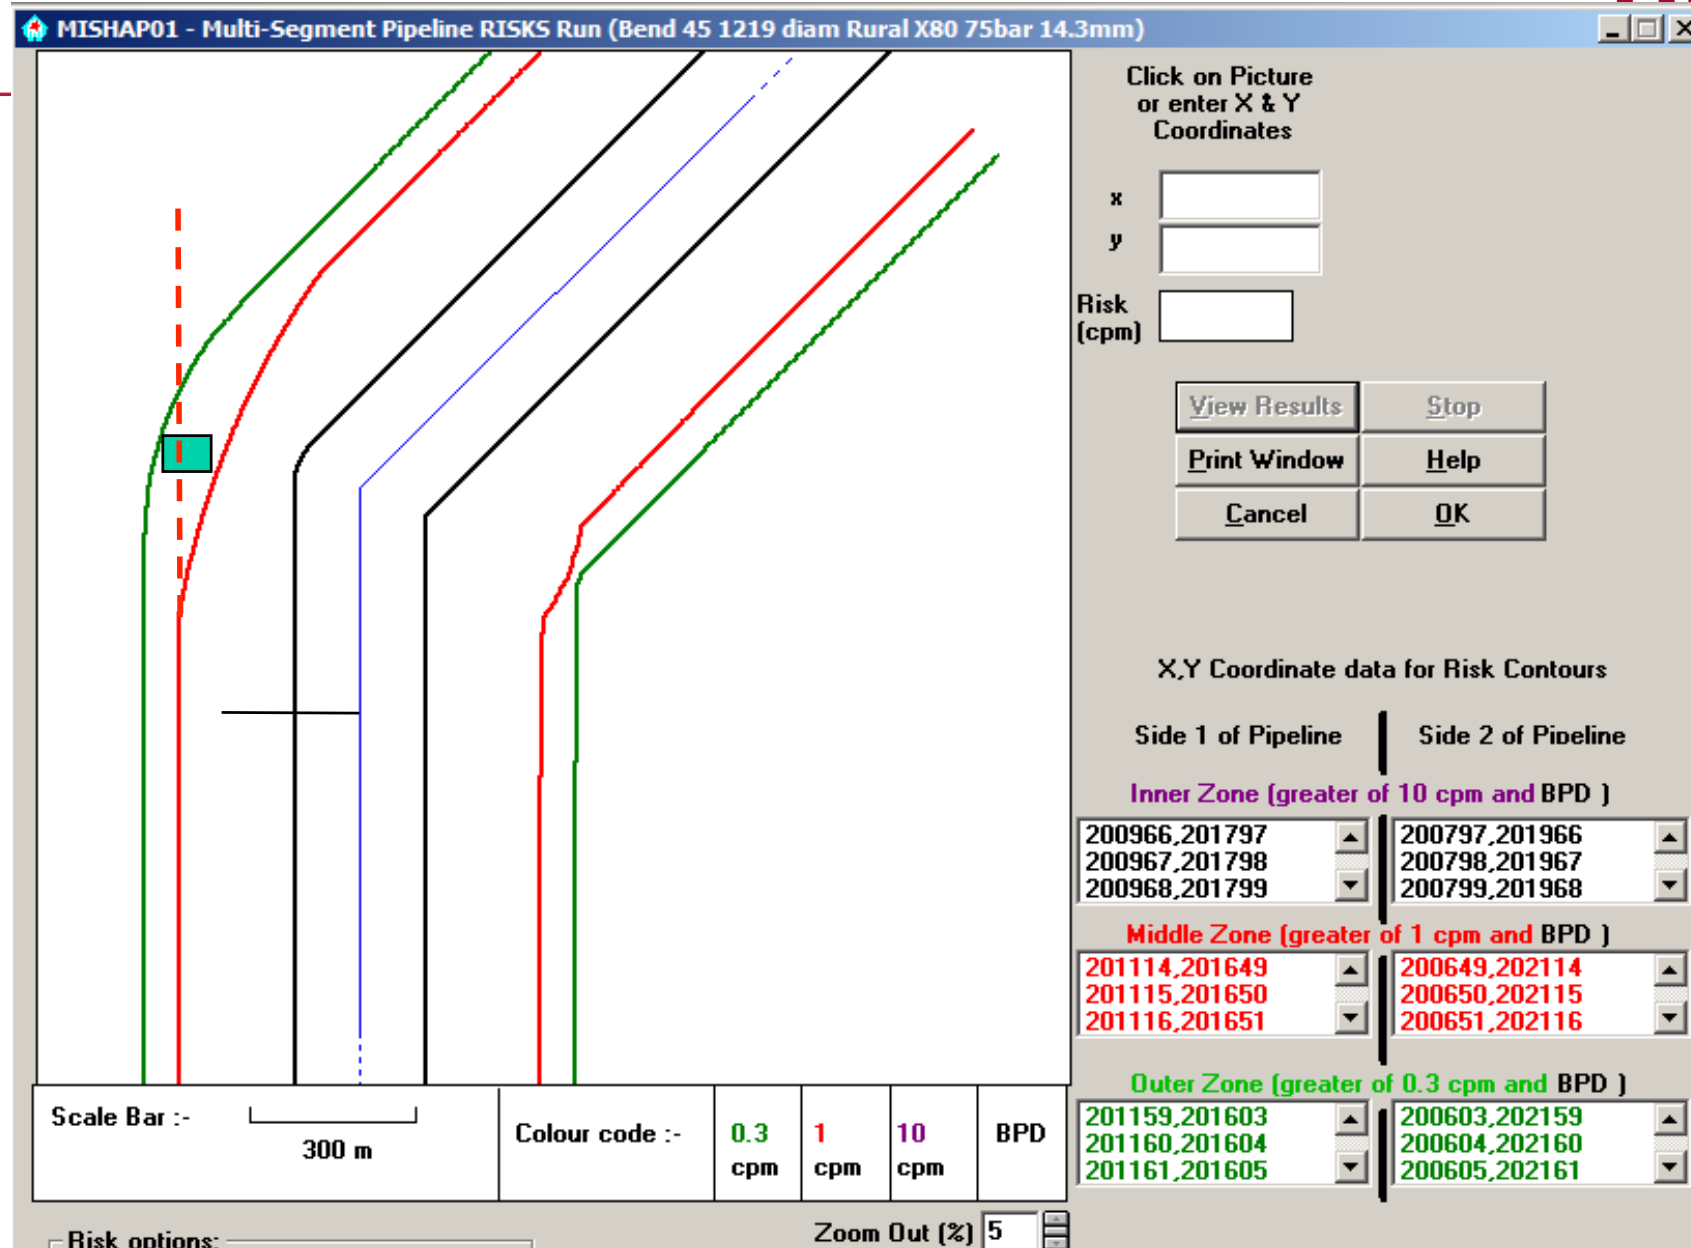 MISHAP01 - Multi-Segment Pipeline RISKS Run (Bend 45 1219 diam Rural X80 75bar 14.3mm)
Click on Picture
or enter X & Y
Coordinates
x
y
Risk
(cpm)
View Results
Stop
Print Window
Help
Cancel
OK
X,Y Coordinate data for Risk Contours
Side 1 of Pipeline
Side 2 of Pipeline
Inner Zone (greater of 10 cpm and BPD )
200966,201797
200967,201798
200968,201799
200797,201966
200798,201967
200799,201968
Middle Zone (greater of 1 cpm and BPD )
201114,201649
201115,201650
201116,201651
200649,202114
200650,202115
200651,202116
Outer Zone (greater of 0.3 cpm and BPD )
201159,201603
201160,201604
201161,201605
200603,202159
200604,202160
200605,202161
Scale Bar :-
300 m
Colour code :-
0.3
cpm
1
cpm
10
cpm
BPD
Zoom Out (%) 5
Risk options: